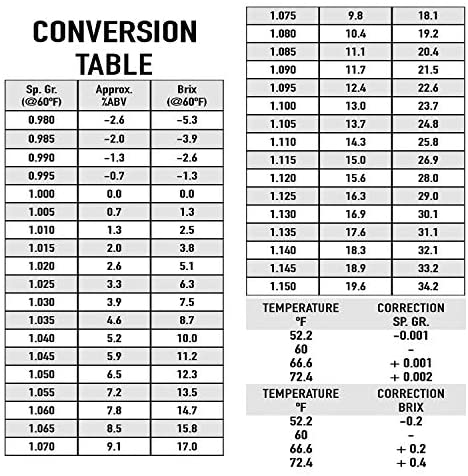 CONVERSION
TABLE
Sp. Gr. Approx. Brix
(@60°F) %ABV (@60°F)
0.980 –2.6 –5.3
0.985 –2.0 –3.9
0.990 –1.3 –2.6
0.995 –0.7 –1.3
1.000 0.0 0.0
1.005 0.7 1.3
1.010 1.3 2.5
1.015 2.0 3.8
1.020 2.6 5.1
1.025 3.3 6.3
1.030 3.9 7.5
1.035 4.6 8.7
1.040 5.2 10.0
1.045 5.9 11.2
1.050 6.5 12.3
1.055 7.2 13.5
1.060 7.8 14.7
1.065 8.5 15.8
1.070 9.1 17.0
1.075 9.8 18.1
1.080 10.4 19.2
1.085 11.1 20.4
1.090 11.7 21.5
1.095 12.4 22.6
1.100 13.0 23.7
1.105 13.7 24.8
1.110 14.3 25.8
1.115 15.0 26.9
1.120 15.6 28.0
1.125 16.3 29.0
1.130 16.9 30.1
1.135 17.6 31.1
1.140 18.3 32.1
1.145 18.9 33.2
1.150 19.6 34.2
TEMPERATURE CORRECTION
°F SP. GR.
52.2 –0.001
60 –
66.6 + 0.001
72.4 + 0.002
TEMPERATURE CORRECTION
°F BRIX
52.2 –0.2
60 –
66.6 + 0.2
72.4 + 0.4